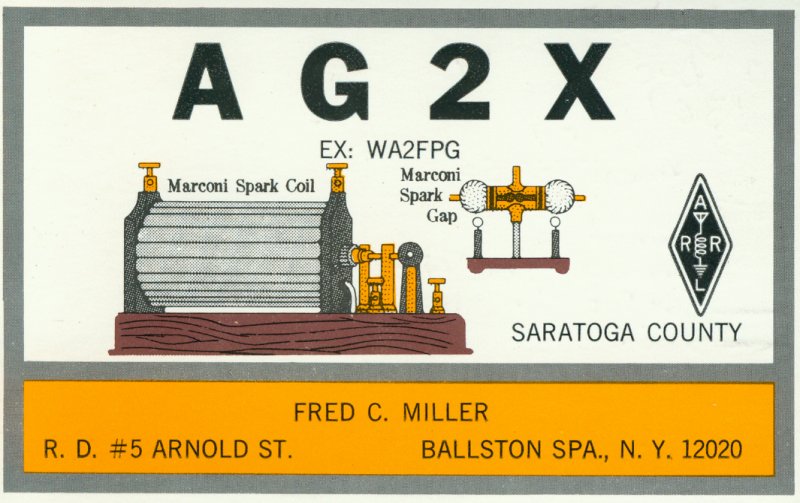 AG2X
EX: WA2FPG
Marconi Spark Coil
Marconi
Spark
Gap
A
R R
L
SARATOGA COUNTY
FRED C. MILLER
R. D. #5 ARNOLD ST. BALLSTON SPA., N. Y. 12020